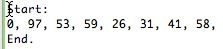 Start:
0, 97, 53, 59, 26, 31, 41, 58,
End.